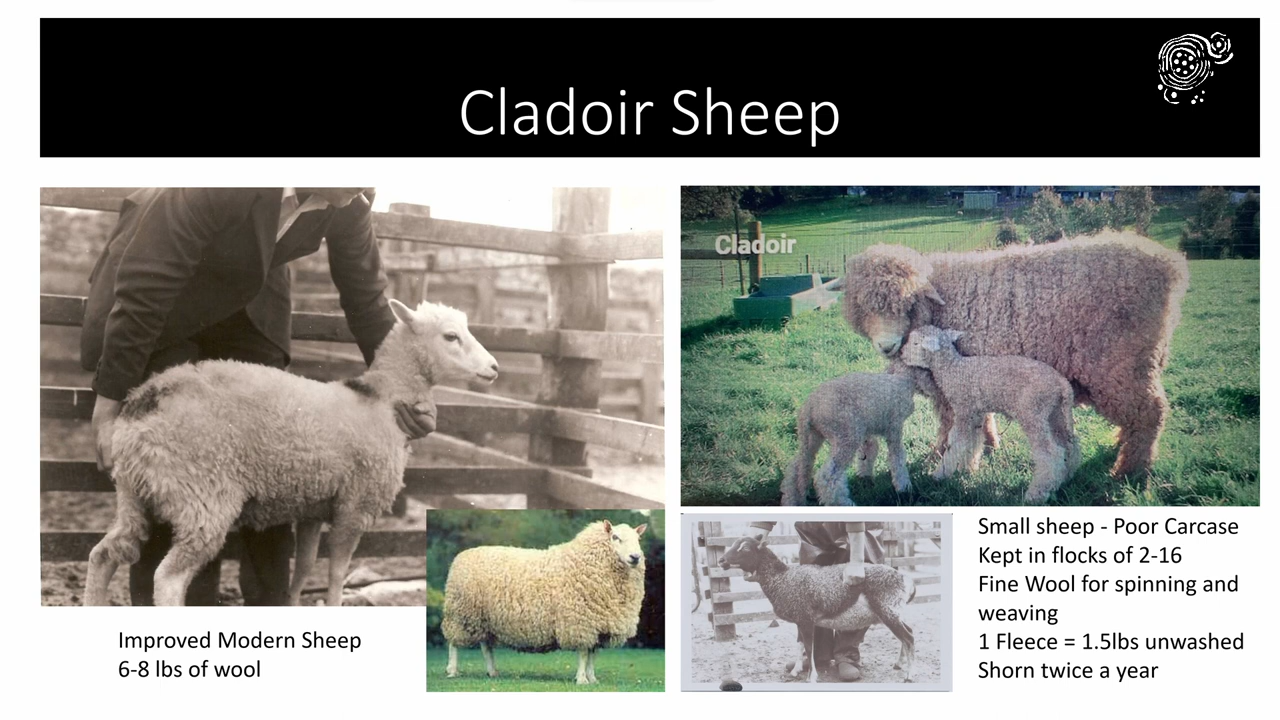 Cladoir Sheep
Cladoir
Improved Modern Sheep
6-8 lbs of wool
Small sheep - Poor Carcase
Kept in flocks of 2-16
Fine Wool for spinning and
weaving
1 Fleece = 1.5lbs unwashed
Shorn twice a year